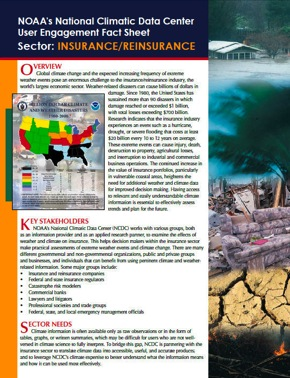 NOAA's National Climatic Data Center
User Engagement Fact Sheet
Sector: INSURANCE/REINSURANCE
OVERVIEW
Global climate change and the expected increasing frequency of extreme
weather events pose an enormous challenge to the insurance/reinsurance industry, the
world's largest economic sector. Weather-related disasters can cause billions of dollars in
damage. Since 1980, the United States has
sustained more than 90 disasters in which
damage reached or exceeded $1 billion,
with total losses exceeding $700 billion.
Research indicates that the insurance industry
experiences an event such as a hurricane,
drought, or severe flooding that costs at least
$20 billion every 10 to 12 years on average.
These extreme events can cause injury, death,
destruction to property, agricultural losses,
and interruption to industrial and commercial
business operations. The continued increase in
the value of insurance portfolios, particularly
in vulnerable coastal areas, heightens the
need for additional weather and climate data
for improved decision making. Having access
to relevant and easily understandable climate
information is essential to effectively assess
trends and plan for the future.
KEY STAKEHOLDERS
NOAA's National Climatic Data Center (NCDC) works with various groups, both
as an information provider and as an applied research partner, to examine the effects of
weather and climate on insurance. This helps decision makers within the insurance sector
make practical assessments of extreme weather events and climate change. There are many
different governmental and non-governmental organizations, public and private groups
and businesses, and individuals that can benefit from using pertinent climate and weather-
related information. Some major groups include:
• Insurance and reinsurance companies
• Federal and state insurance regulators
• Catastrophe risk modelers
• Commercial banks
• Lawyers and litigators
• Professional societies and trade groups
• Federal, state, and local emergency management officials
SECTOR NEEDS
Climate information is often available only as raw observations or in the form of
tables, graphs, or written summaries, which may be difficult for users who are not well-
versed in climate science to fully interpret. To bridge this gap, NCDC is partnering with the
insurance sector to translate climate data into accessible, useful, and accurate products
and to leverage NCDC's climate expertise to better understand what the information means
and how it can be used most effectively.